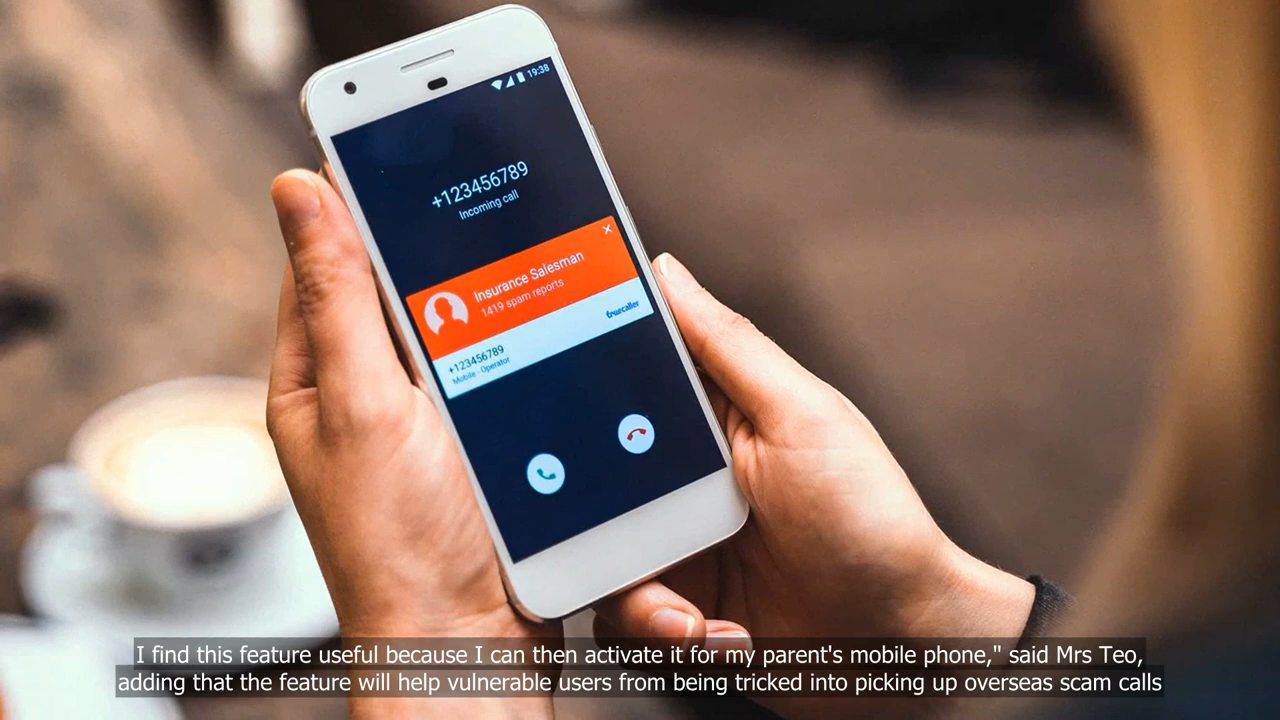 19:38
+123456789
Incoming call
Insurance Salesman
1419 spam reports
truecaller
+123456789
Mobile - Operator
I find this feature useful because I can then activate it for my parent's mobile phone," said Mrs Teo,
adding that the feature will help vulnerable users from being tricked into picking up overseas scam calls